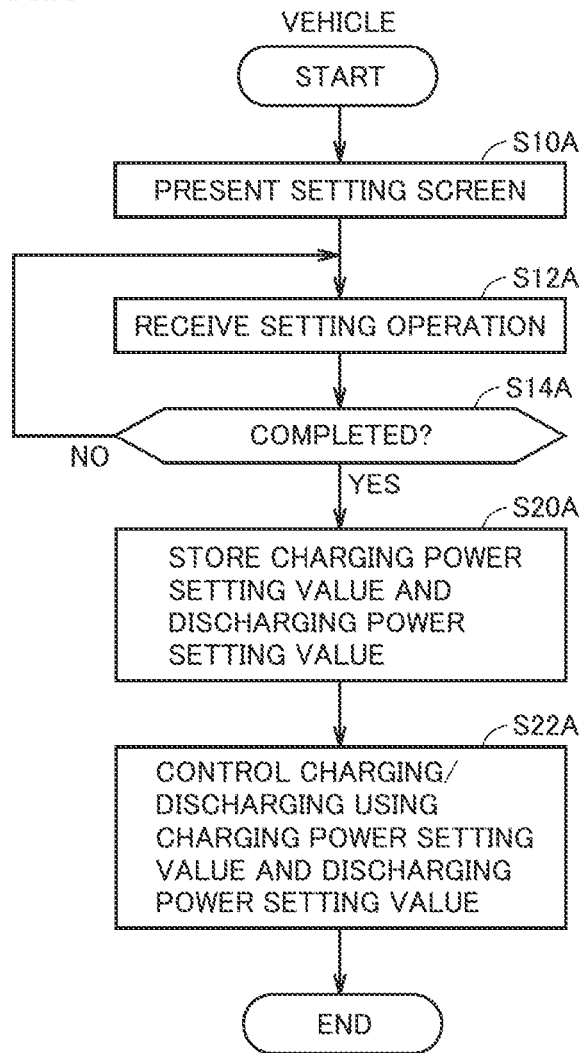 VEHICLE
START
S10A
PRESENT SETTING SCREEN
S12A
RECEIVE SETTING OPERATION
S14A
COMPLETED?
NO
YES
S20A
STORE CHARGING POWER
SETTING VALUE AND
DISCHARGING POWER
SETTING VALUE
S22A
CONTROL CHARGING/
DISCHARGING USING
CHARGING POWER SETTING
VALUE AND DISCHARGING
POWER SETTING VALUE
END